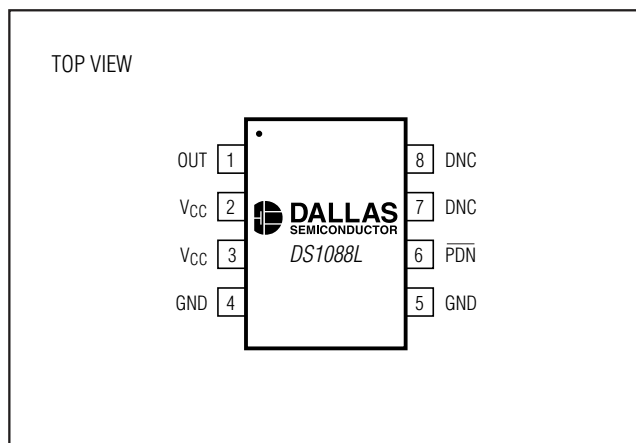 TOP VIEW
OUT 1
8 DNC
VCC 2
7 DNC
DALLAS
SEMICONDUCTOR
VCC 3
DS1088L
6 P̅D̅N̅
GND 4
5 GND